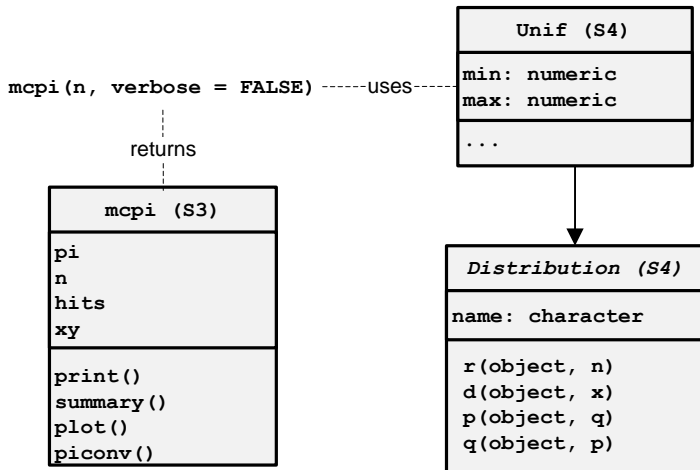 Unif (S4)
min: numeric
max: numeric
...
mcpi(n, verbose = FALSE)
uses
returns
mcpi (S3)
pi
n
hits
xy
print()
summary()
plot()
piconv()
Distribution (S4)
name: character
r(object, n)
d(object, x)
p(object, q)
q(object, p)